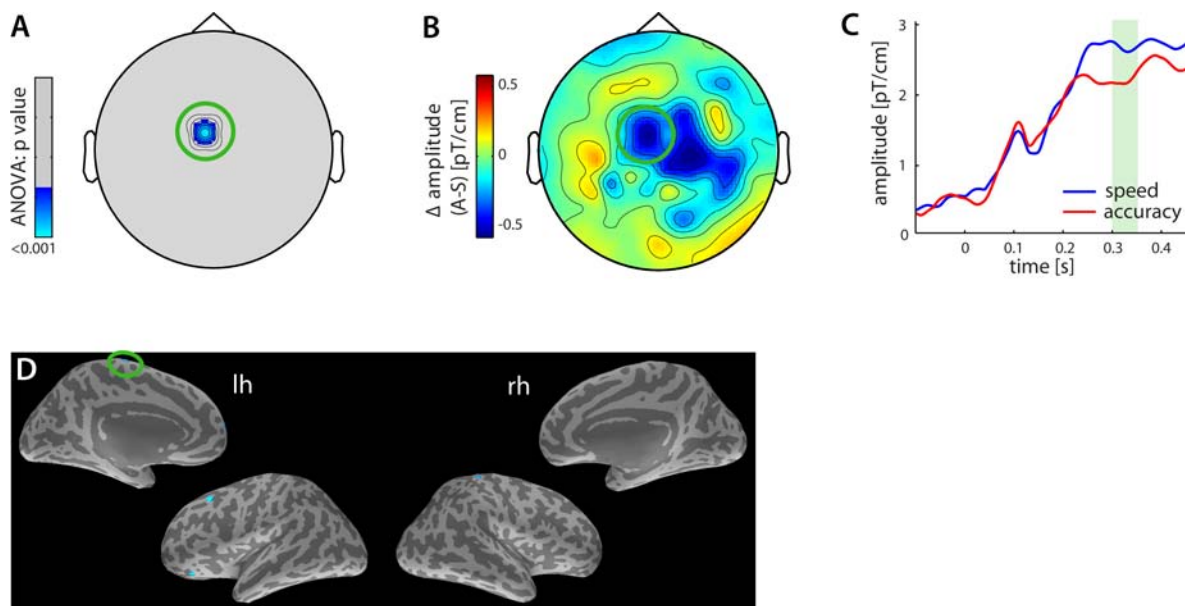 A
ANOVA: p value
<0.001
B
Δ amplitude
(A-S) [pT/cm]
0.5
0
-0.5
C
amplitude [pT/cm]
3
2
1
0
speed
accuracy
0 0.1 0.2 0.3 0.4
time [s]
D
lh
rh